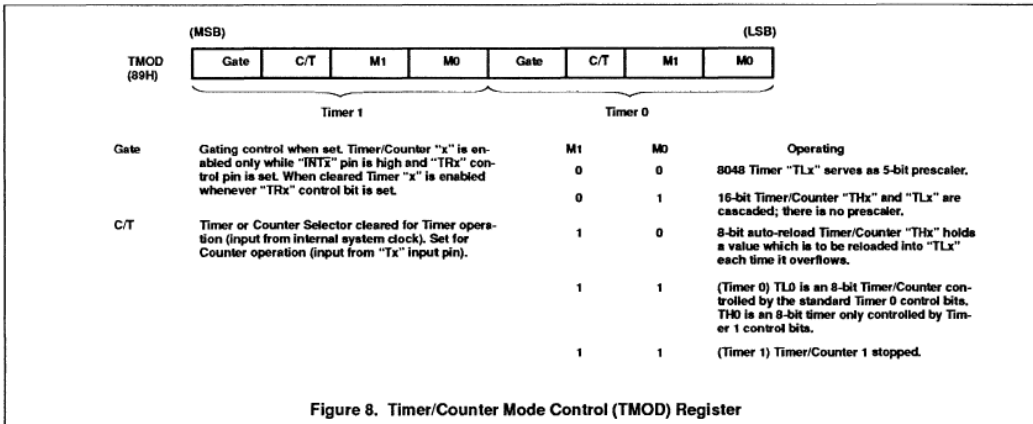 (MSB) (LSB)
TMOD
(89H)
Gate C/T M1 M0 Gate C/T M1 M0
Timer 1 Timer 0
Gate
Gating control when set. Timer/Counter "x" is en-
abled only while "INTx" pin is high and "TRx" con-
trol pin is set. When cleared Timer "x" is enabled
whenever "TRx" control bit is set.
C/T
Timer or Counter Selector cleared for Timer opera-
tion (input from internal system clock). Set for
Counter operation (input from "Tx" input pin).
M1 M0 Operating
0 0 8048 Timer "TLx" serves as 5-bit prescaler.
0 1 16-bit Timer/Counter "THx" and "TLx" are
cascaded; there is no prescaler.
1 0 8-bit auto-reload Timer/Counter "THx" holds
a value which is to be reloaded into "TLx"
each time it overflows.
1 1 (Timer 0) TL0 is an 8-bit Timer/Counter con-
trolled by the standard Timer 0 control bits.
TH0 is an 8-bit timer only controlled by Tim-
er 1 control bits.
1 1 (Timer 1) Timer/Counter 1 stopped.
Figure 8. Timer/Counter Mode Control (TMOD) Register